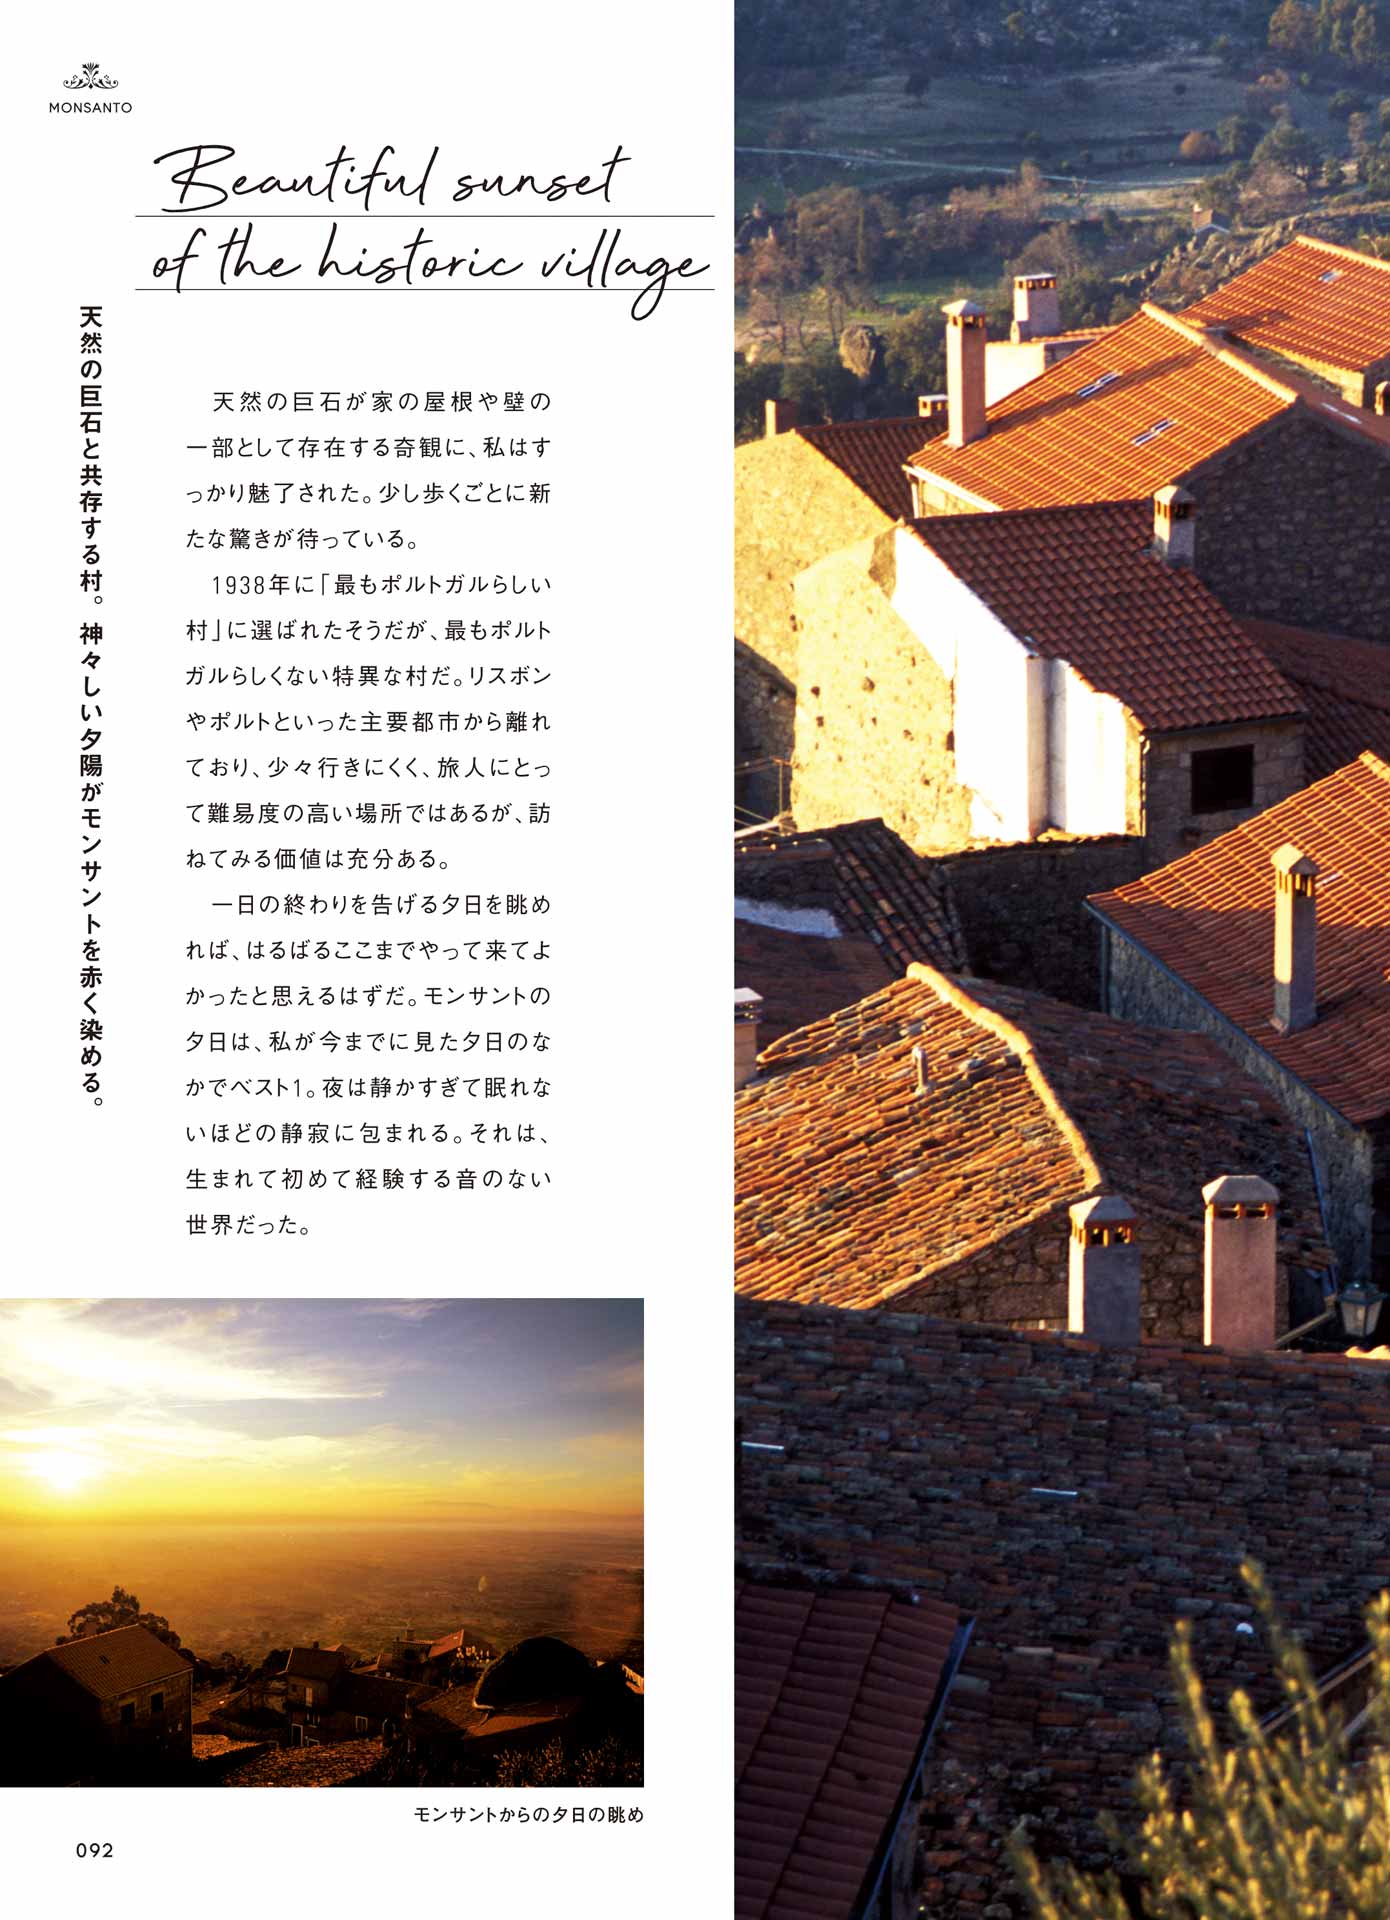 MONSANTO
Beautiful sunset
of the historic village
天然の巨石と共存する村。神々しい夕陽がモンサントを赤く染める。
天然の巨石が家の屋根や壁の
一部として存在する奇観に、私はす
っかり魅了された。少し歩くごとに新
たな驚きが待っている。
1938年に「最もポルトガルらしい
村」に選ばれたそうだが、最もポルト
ガルらしくない特異な村だ。リスボン
やポルトといった主要都市から離れ
ており、少々行きにくく、旅人にとっ
て難易度の高い場所ではあるが、訪
ねてみる価値は充分ある。
一日の終わりを告げる夕日を眺め
れば、はるばるここまでやって来てよ
かったと思えるはずだ。モンサントの
夕日は、私が今までに見た夕日のな
かでベスト1。夜は静かすぎて眠れな
いほどの静寂に包まれる。それは、
生まれて初めて経験する音のない
世界だった。
モンサントからの夕日の眺め
092